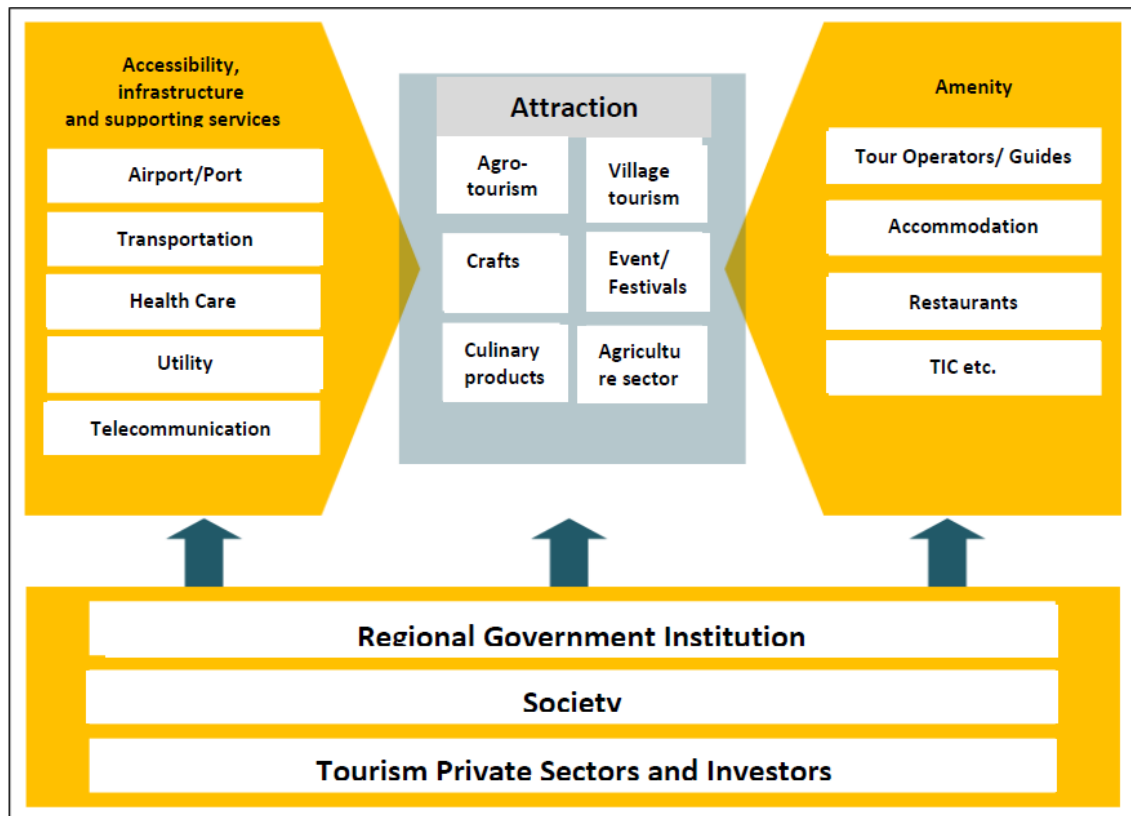 Accessibility,
infrastructure
and supporting services
Airport/Port
Transportation
Health Care
Utility
Telecommunication
Attraction
Agro-
tourism
Village
tourism
Crafts
Event/
Festivals
Culinary
products
Agricultu
re sector
Amenity
Tour Operators/ Guides
Accommodation
Restaurants
TIC etc.
Regional Government Institution
Society
Tourism Private Sectors and Investors